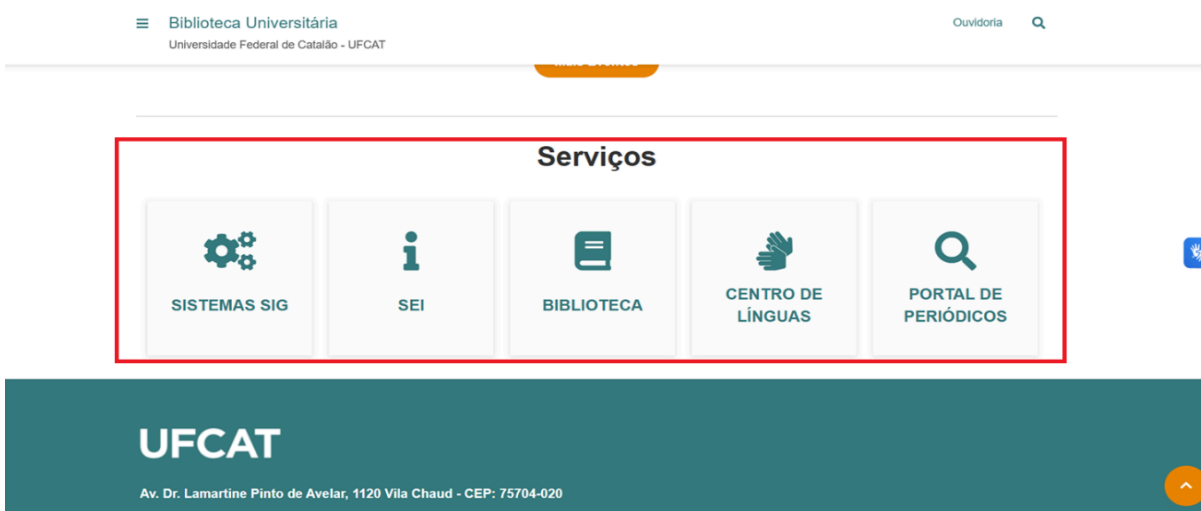 Biblioteca Universitária
Universidade Federal de Catalão - UFCAT
Ouvidoria
Serviços
SISTEMAS SIG
SEI
BIBLIOTECA
CENTRO DE
LÍNGUAS
PORTAL DE
PERIÓDICOS
UFCAT
Av. Dr. Lamartine Pinto de Avelar, 1120 Vila Chaud - CEP: 75704-020